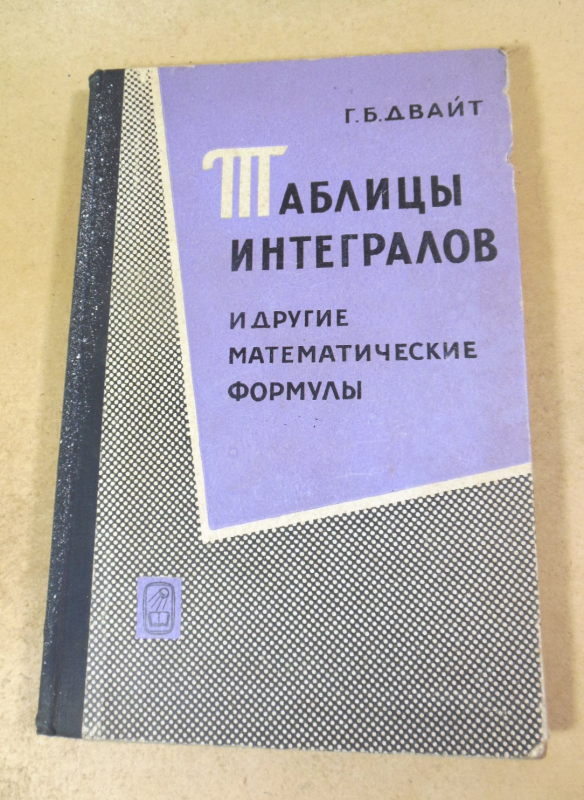 Г. Б. ДВАЙТ
ТАБЛИЦЫ
ИНТЕГРАЛОВ
И ДРУГИЕ
МАТЕМАТИЧЕСКИЕ
ФОРМУЛЫ